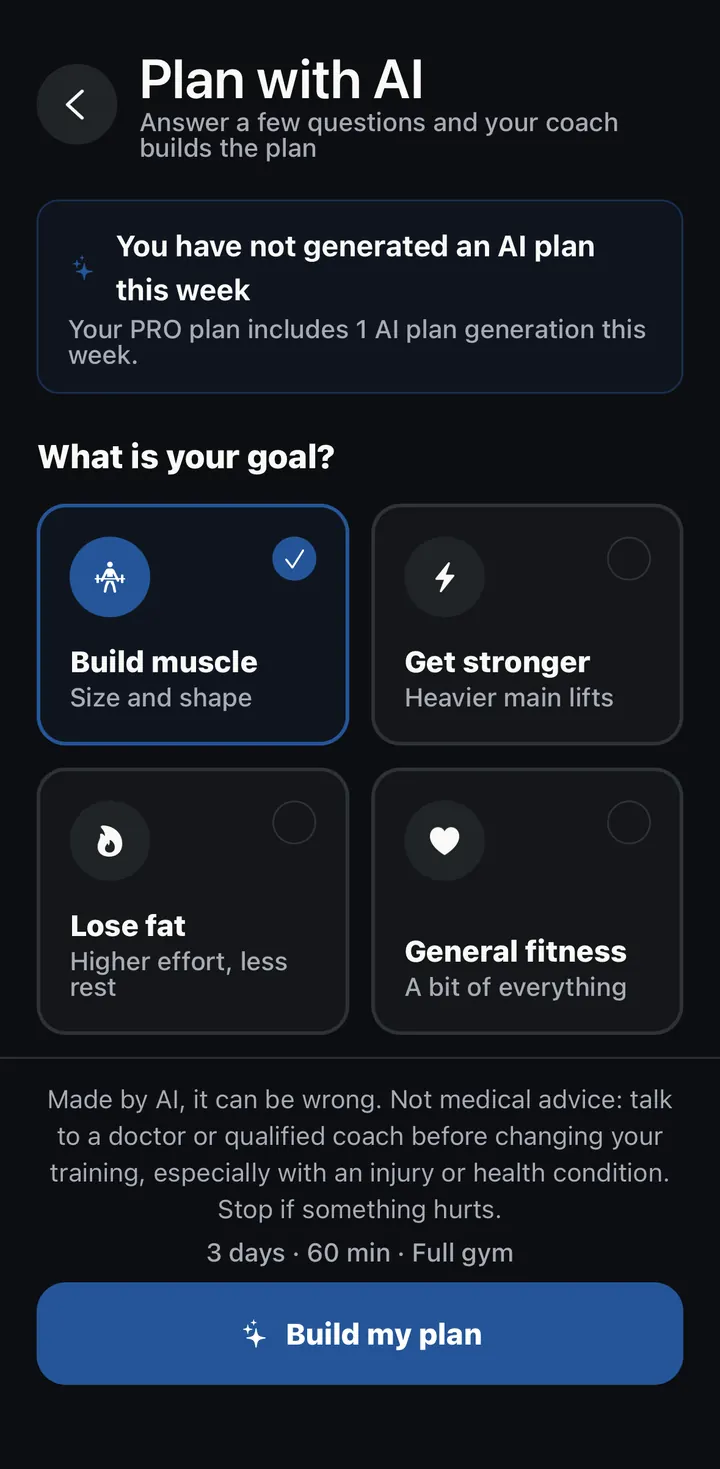 Plan with AI
Answer a few questions and your coach
builds the plan
You have not generated an AI plan
this week
Your PRO plan includes 1 AI plan generation this
week.
What is your goal?
Build muscle
Size and shape
Get stronger
Heavier main lifts
Lose fat
Higher effort, less
rest
General fitness
A bit of everything
Made by AI, it can be wrong. Not medical advice: talk
to a doctor or qualified coach before changing your
training, especially with an injury or health condition.
Stop if something hurts.
3 days · 60 min · Full gym
Build my plan